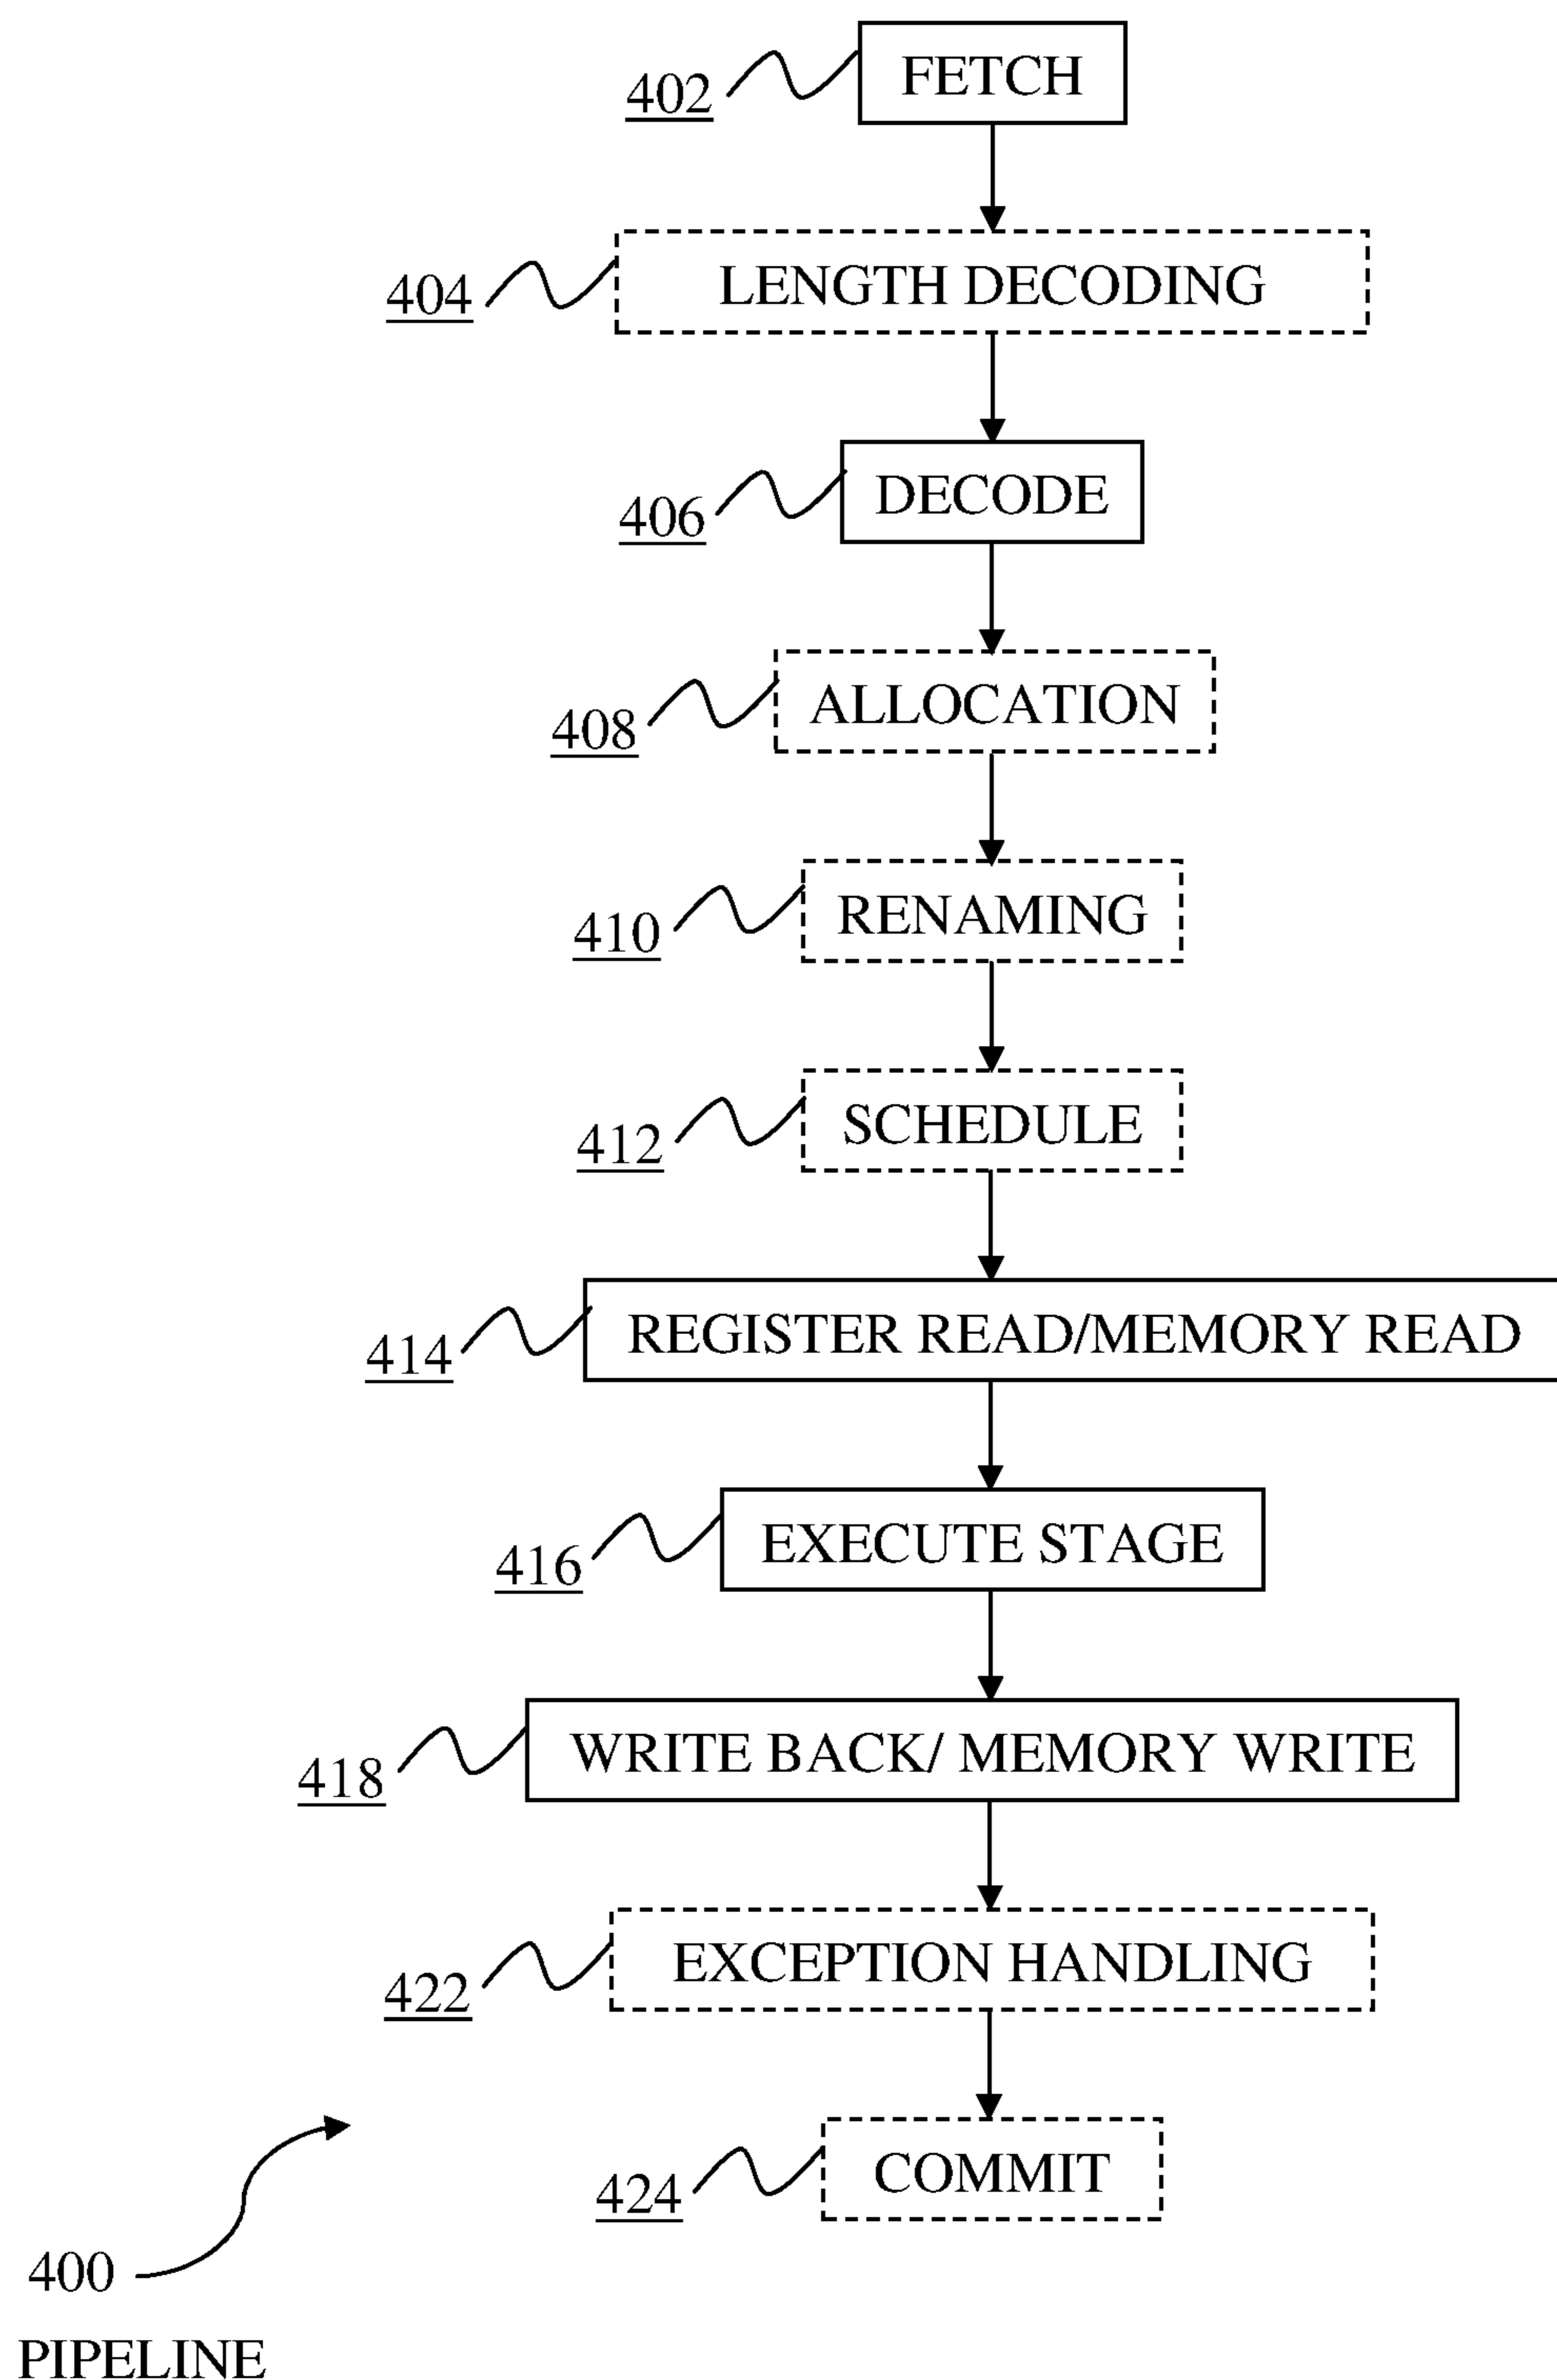 FETCH
402
LENGTH DECODING
404
DECODE
406
ALLOCATION
408
RENAMING
410
SCHEDULE
412
REGISTER READ/MEMORY READ
414
EXECUTE STAGE
416
WRITE BACK/ MEMORY WRITE
418
EXCEPTION HANDLING
422
COMMIT
424
400
PIPELINE